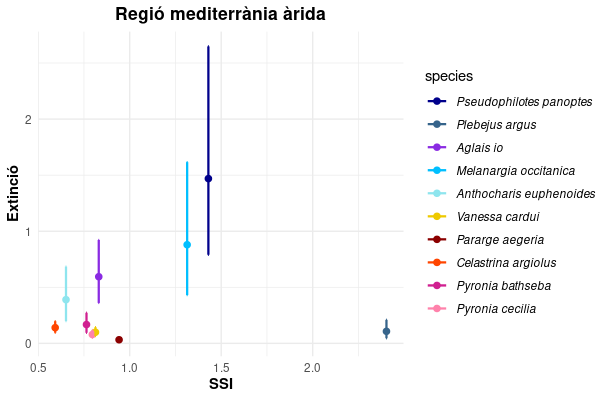 Regió mediterrània àrida
Extinció
2
1
0
0.5
1.0
1.5
2.0
SSI
species
Pseudophilotes panoptes
Plebejus argus
Aglais io
Melanargia occitanica
Anthocharis euphenoides
Vanessa cardui
Pararge aegeria
Celastrina argiolus
Pyronia bathseba
Pyronia cecilia